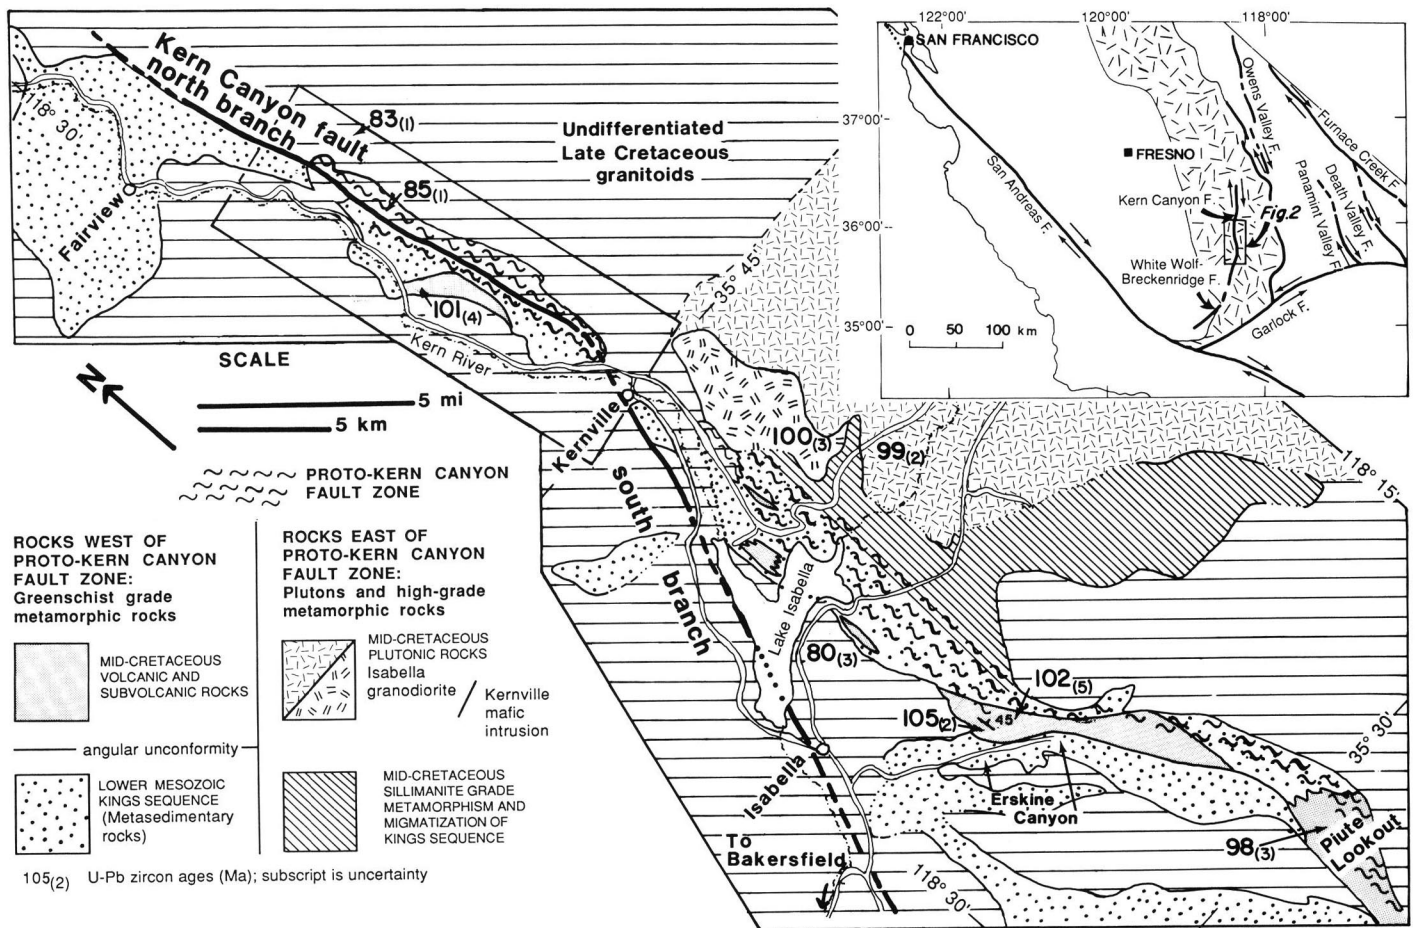 Kern Canyon fault
north branch
83(1)
85(1)
101(4)
118° 30'
Fairview
Undifferentiated
Late Cretaceous
granitoids
Kern River
SCALE
5 mi
5 km
N
Kernville
35° 45'
122°00'
120°00'
118°00'
SAN FRANCISCO
37°00'
36°00'
35°00'
FRESNO
San Andreas F.
Owens Valley F.
Furnace Creek F.
Death Valley F.
Panamint Valley F.
Kern Canyon F.
Fig.2
White Wolf-
Breckenridge F.
Garlock F.
0 50 100 km
100(3)
99(2)
118° 15'
south
branch
Lake Isabella
80(3)
102(5)
105(2)
45
35° 30'
Isabella
Erskine
Canyon
98(3)
Piute
Lookout
To
Bakersfield
118° 30'
PROTO-KERN CANYON
FAULT ZONE
ROCKS WEST OF
PROTO-KERN CANYON
FAULT ZONE:
Greenschist grade
metamorphic rocks
MID-CRETACEOUS
VOLCANIC AND
SUBVOLCANIC ROCKS
angular unconformity
LOWER MESOZOIC
KINGS SEQUENCE
(Metasedimentary
rocks)
ROCKS EAST OF
PROTO-KERN CANYON
FAULT ZONE:
Plutons and high-grade
metamorphic rocks
MID-CRETACEOUS
PLUTONIC ROCKS
Isabella
granodiorite
Kernville
mafic
intrusion
MID-CRETACEOUS
SILLIMANITE GRADE
METAMORPHISM AND
MIGMATIZATION OF
KINGS SEQUENCE
105(2) U-Pb zircon ages (Ma); subscript is uncertainty